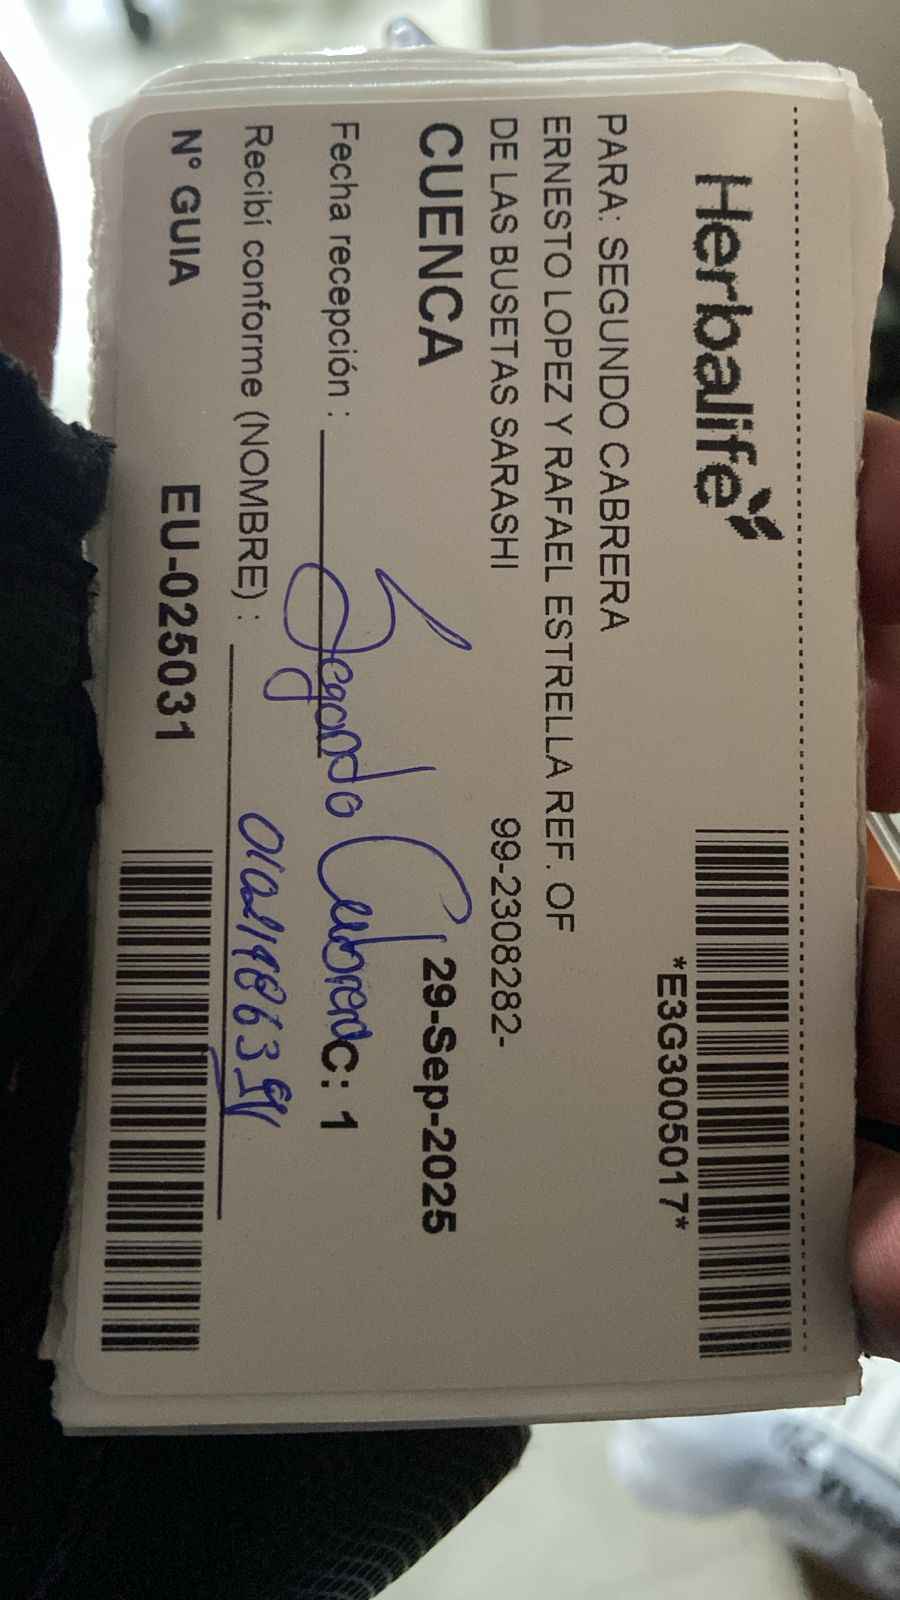 Herbalife
*E3G3005017*
PARA: SEGUNDO CABRERA
ERNESTO LOPEZ Y RAFAEL ESTRELLA REF. OF
DE LAS BUSETAS SARASHI 99-2308282-
CUENCA 29-Sep-2025
Fecha recepción : Segundo Cabrera C: 1
Recibí conforme (NOMBRE) :
N° GUIA EU-025031